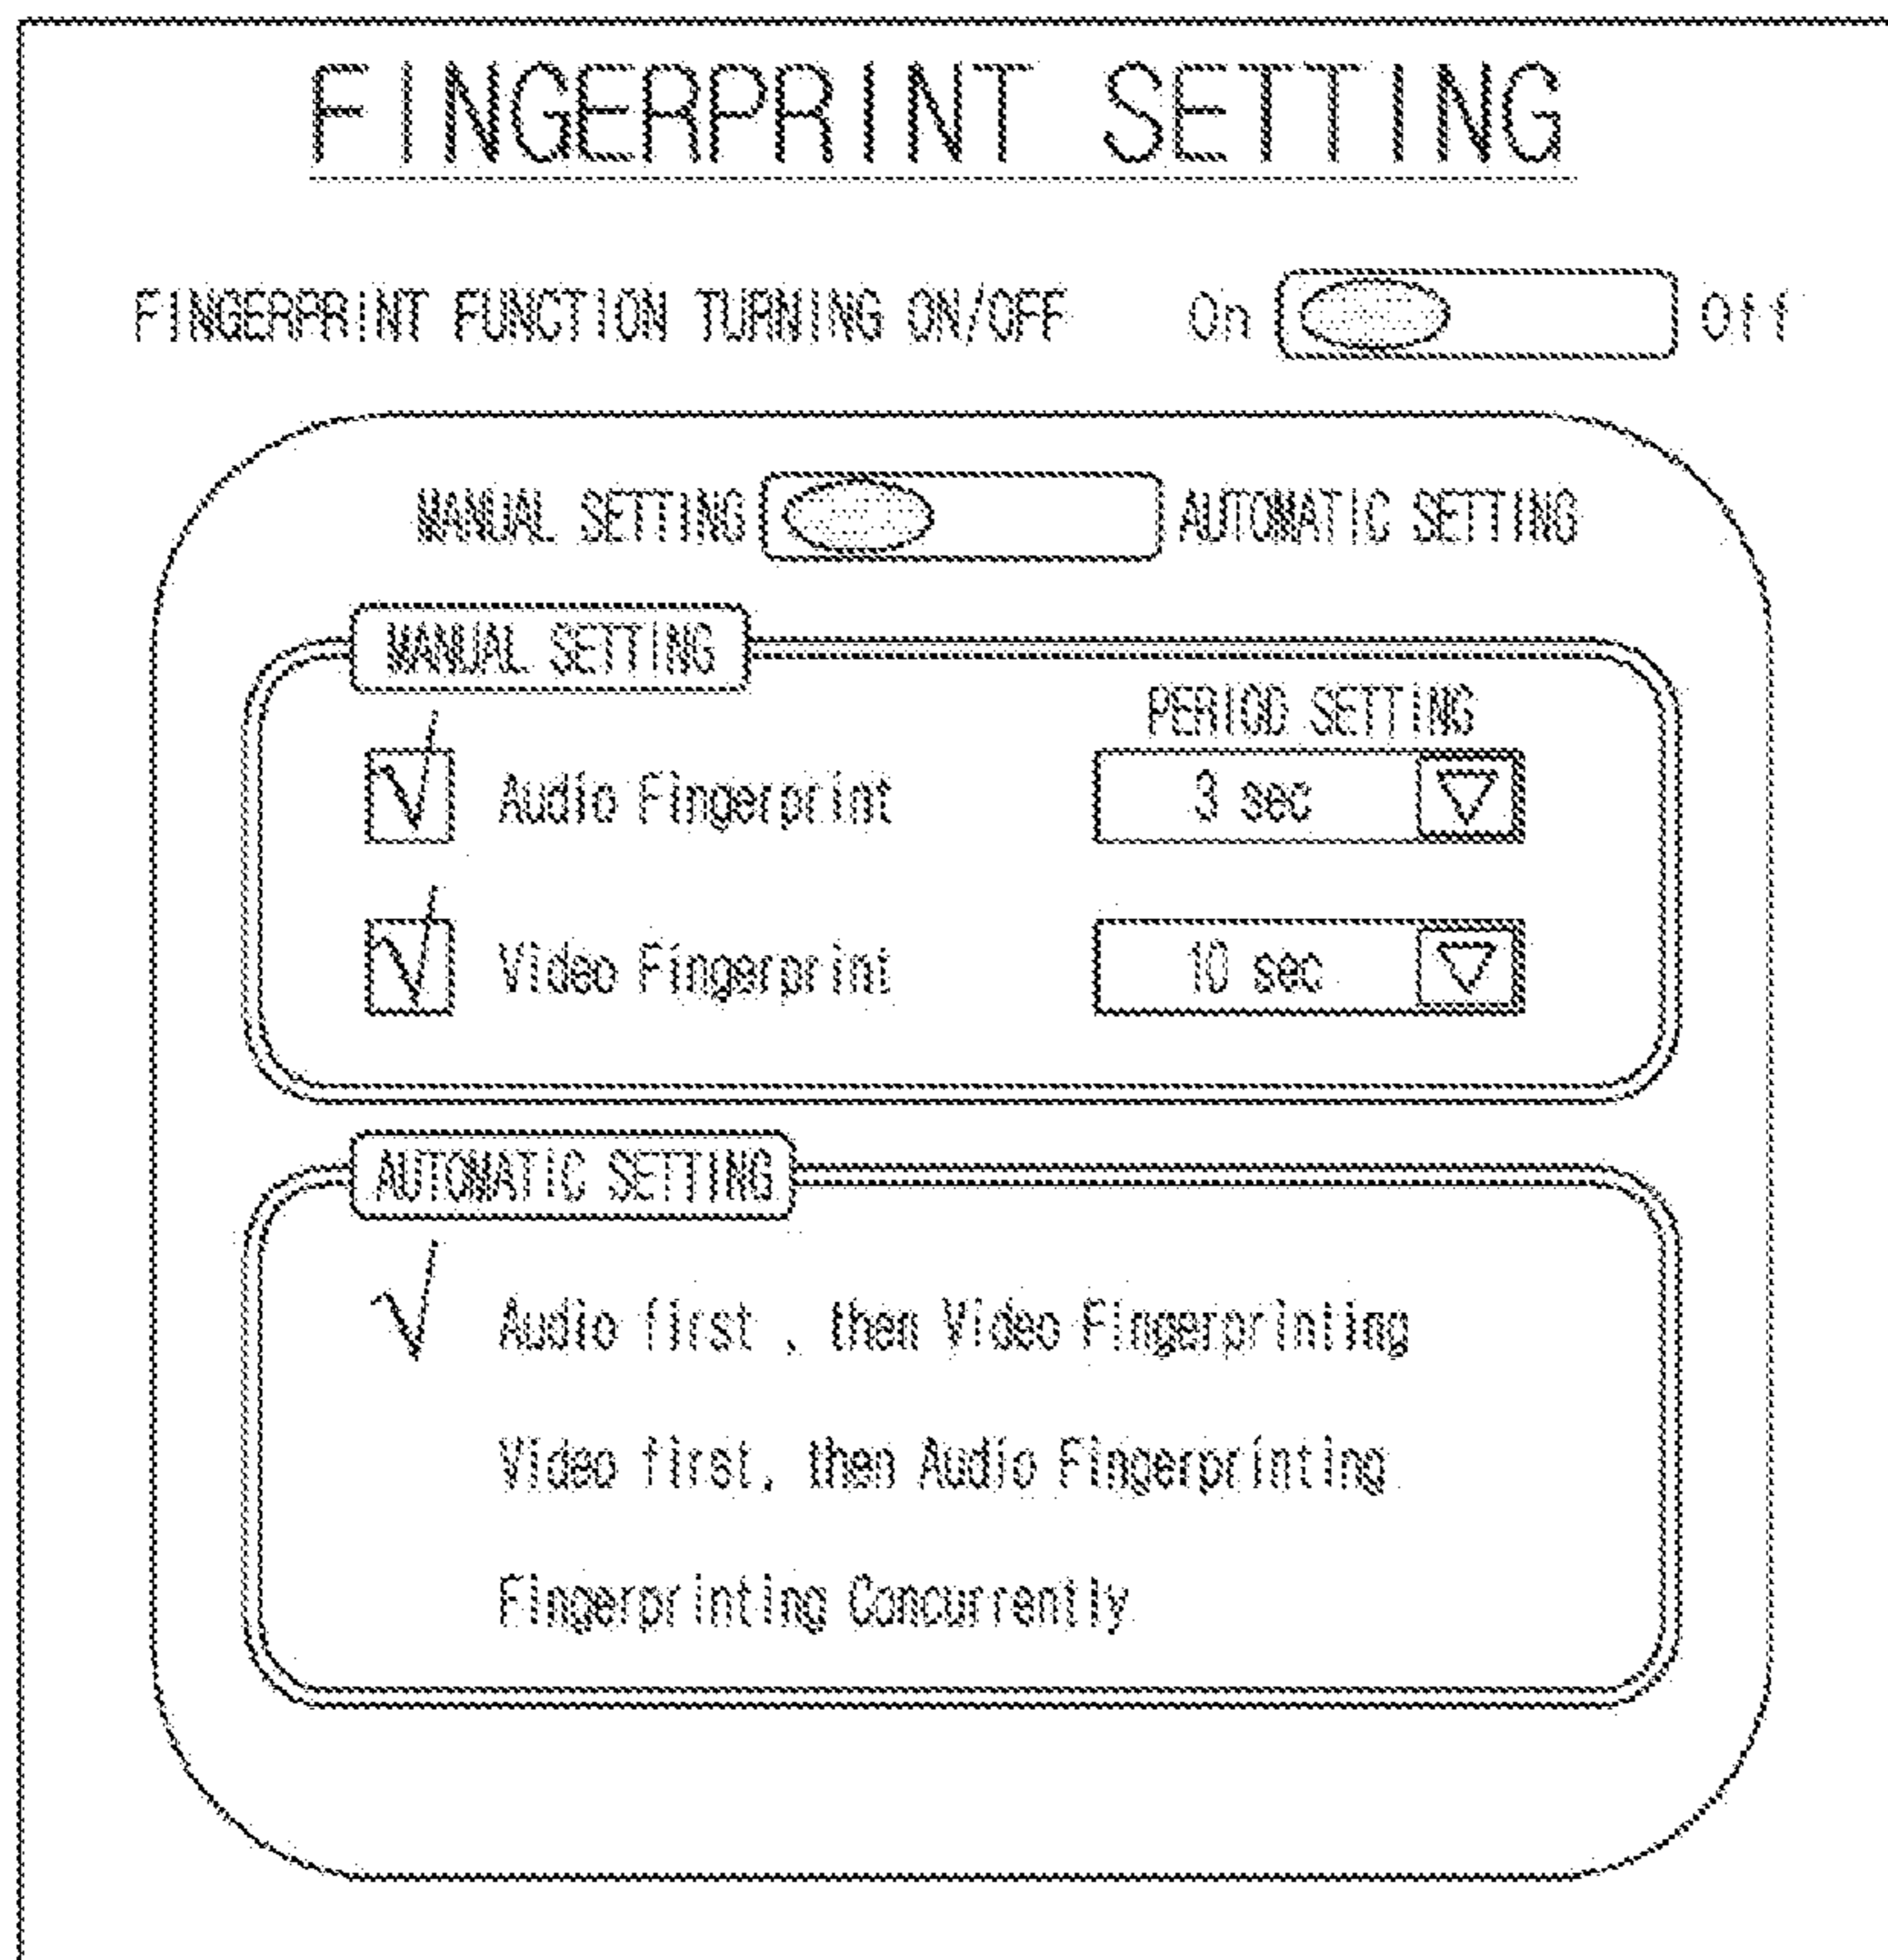 FINGERPRINT SETTING
FINGERPRINT FUNCTION TURNING ON/OFF On Off
MANUAL SETTING AUTOMATIC SETTING
MANUAL SETTING
PERIOD SETTING
Audio Fingerprint 3 sec
Video Fingerprint 10 sec
AUTOMATIC SETTING
Audio first , then Video Fingerprinting
Video first, then Audio Fingerprinting
Fingerprinting Concurrently